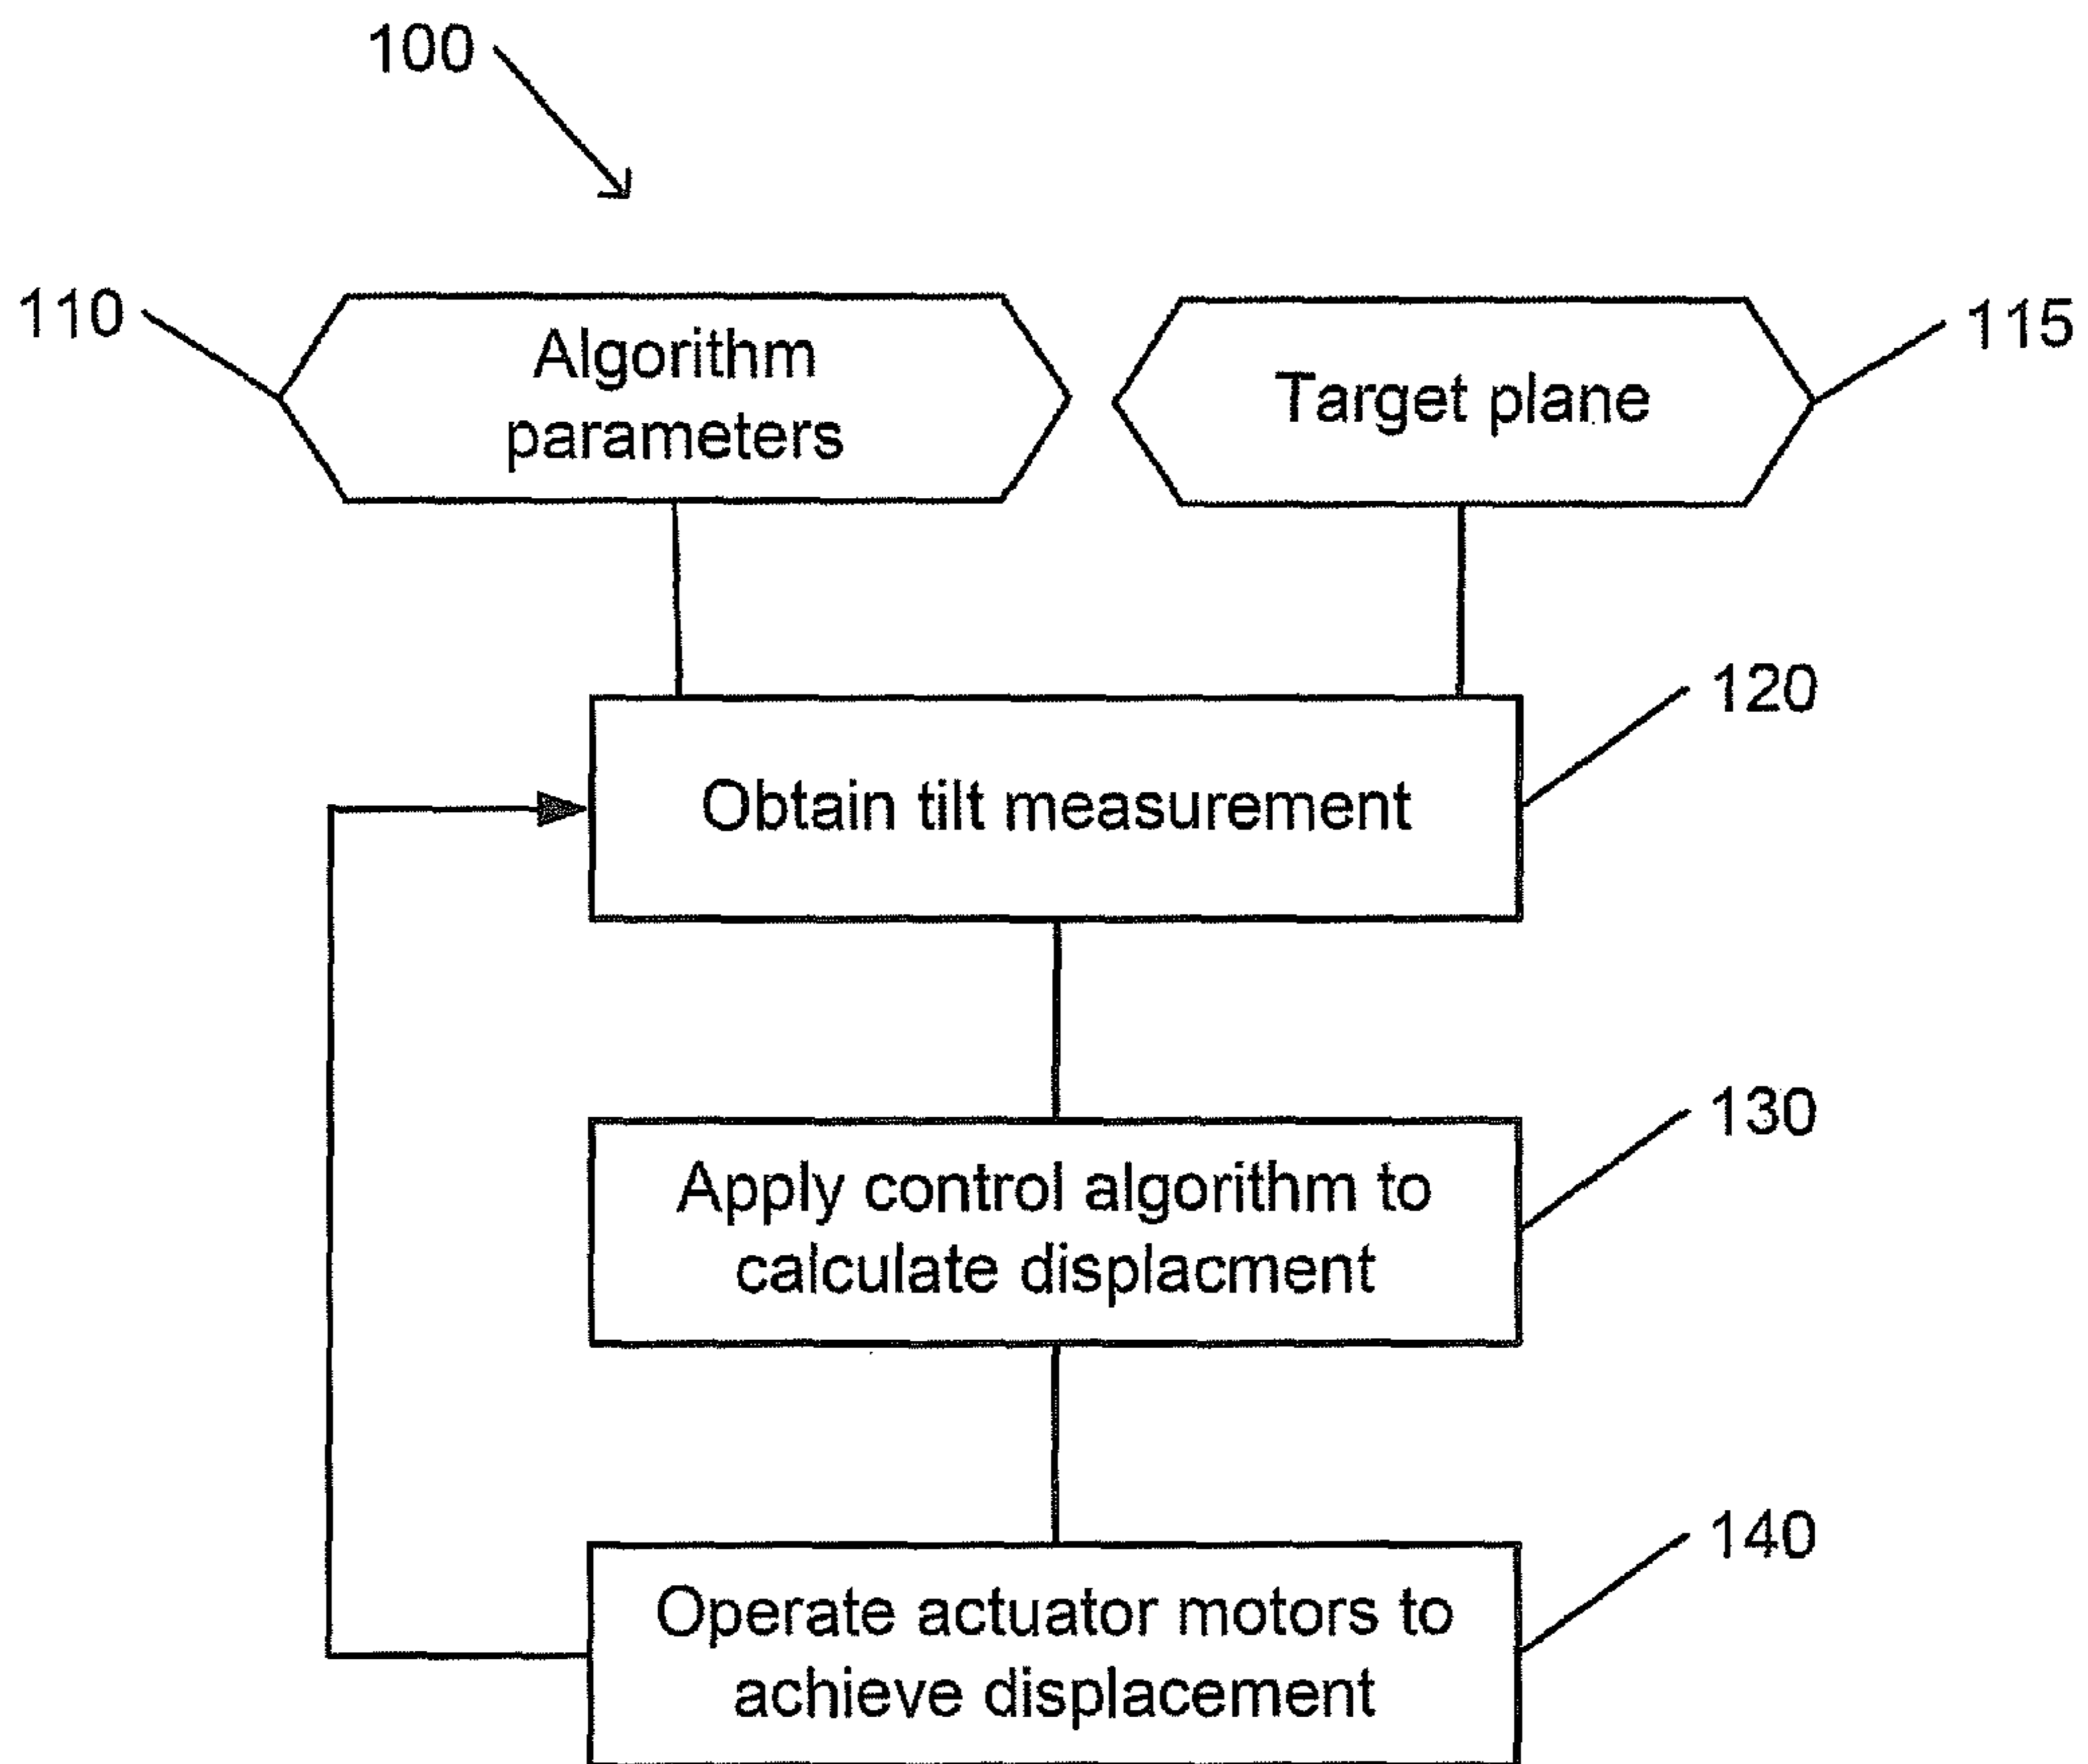 100
110
Algorithm
parameters
Target plane
115
120
Obtain tilt measurement
130
Apply control algorithm to
calculate displacment
140
Operate actuator motors to
achieve displacement